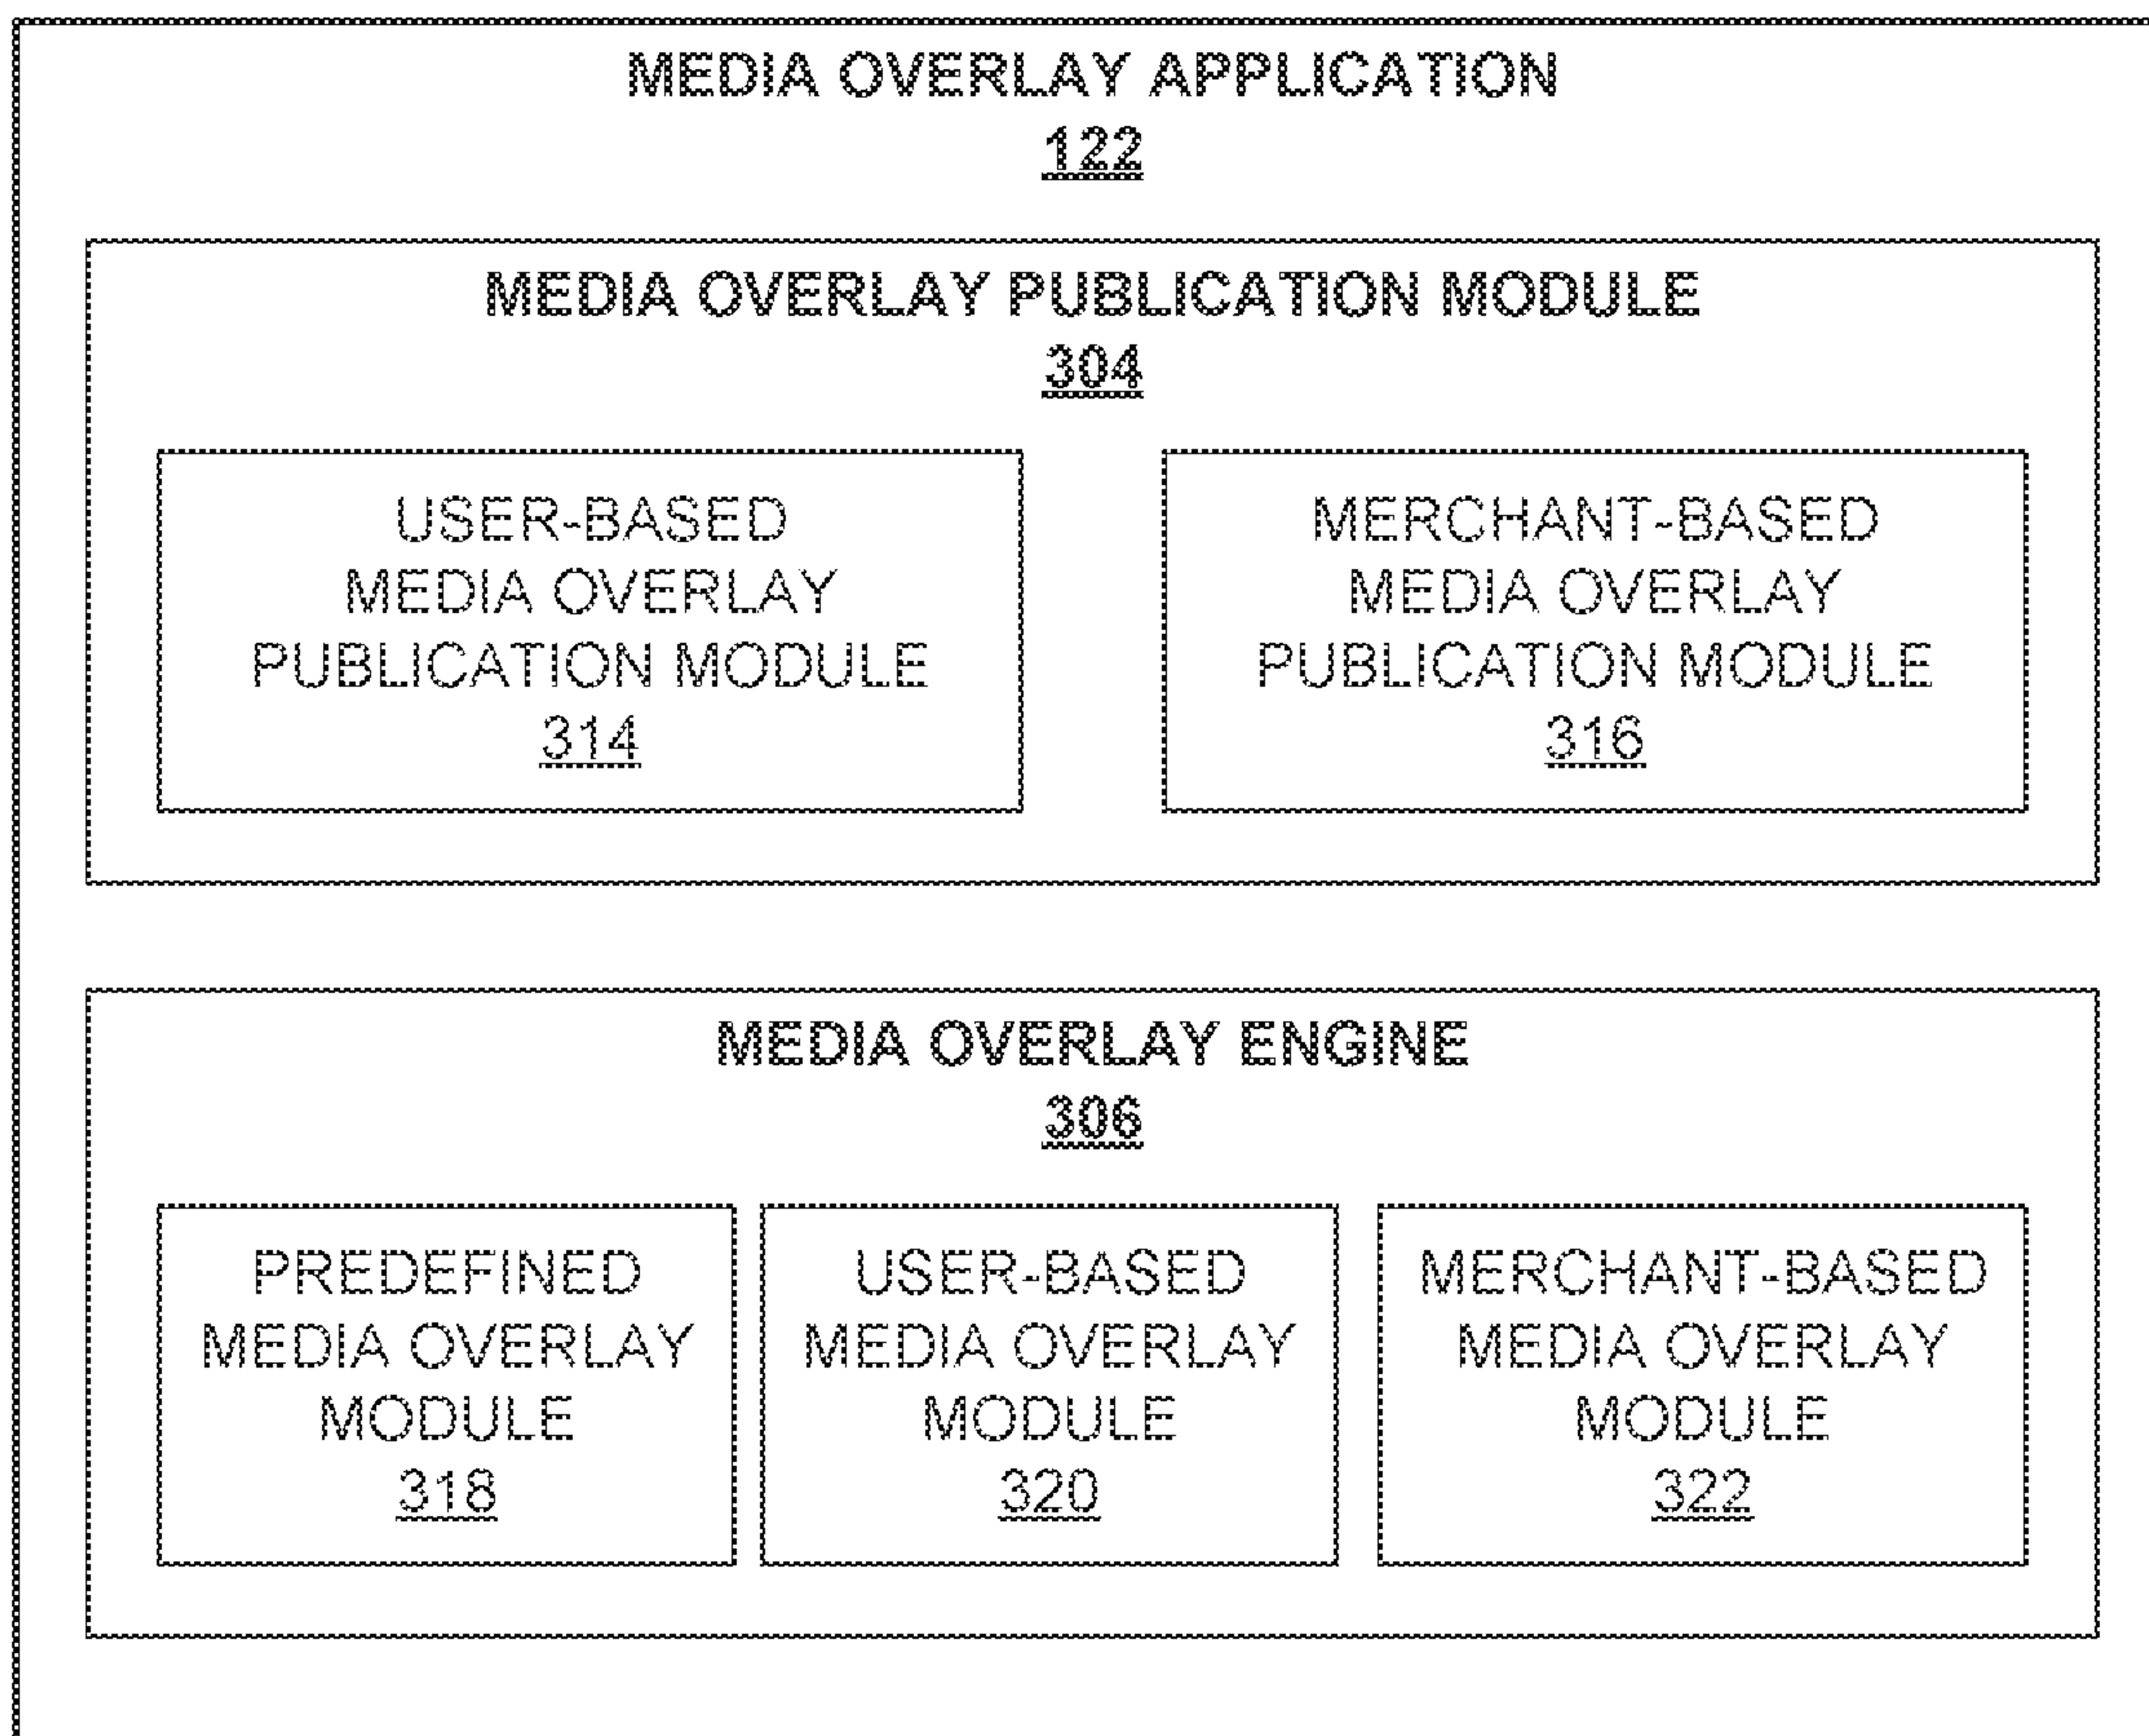 MEDIA OVERLAY APPLICATION
122
MEDIA OVERLAY PUBLICATION MODULE
304
USER-BASED
MEDIA OVERLAY
PUBLICATION MODULE
314
MERCHANT-BASED
MEDIA OVERLAY
PUBLICATION MODULE
316
MEDIA OVERLAY ENGINE
306
PREDEFINED
MEDIA OVERLAY
MODULE
318
USER-BASED
MEDIA OVERLAY
MODULE
320
MERCHANT-BASED
MEDIA OVERLAY
MODULE
322